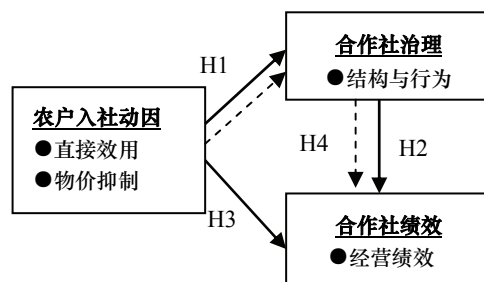 合作社治理
●结构与行为
H1
农户入社动因
●直接效用
●物价抑制
H4
H2
H3
合作社绩效
●经营绩效